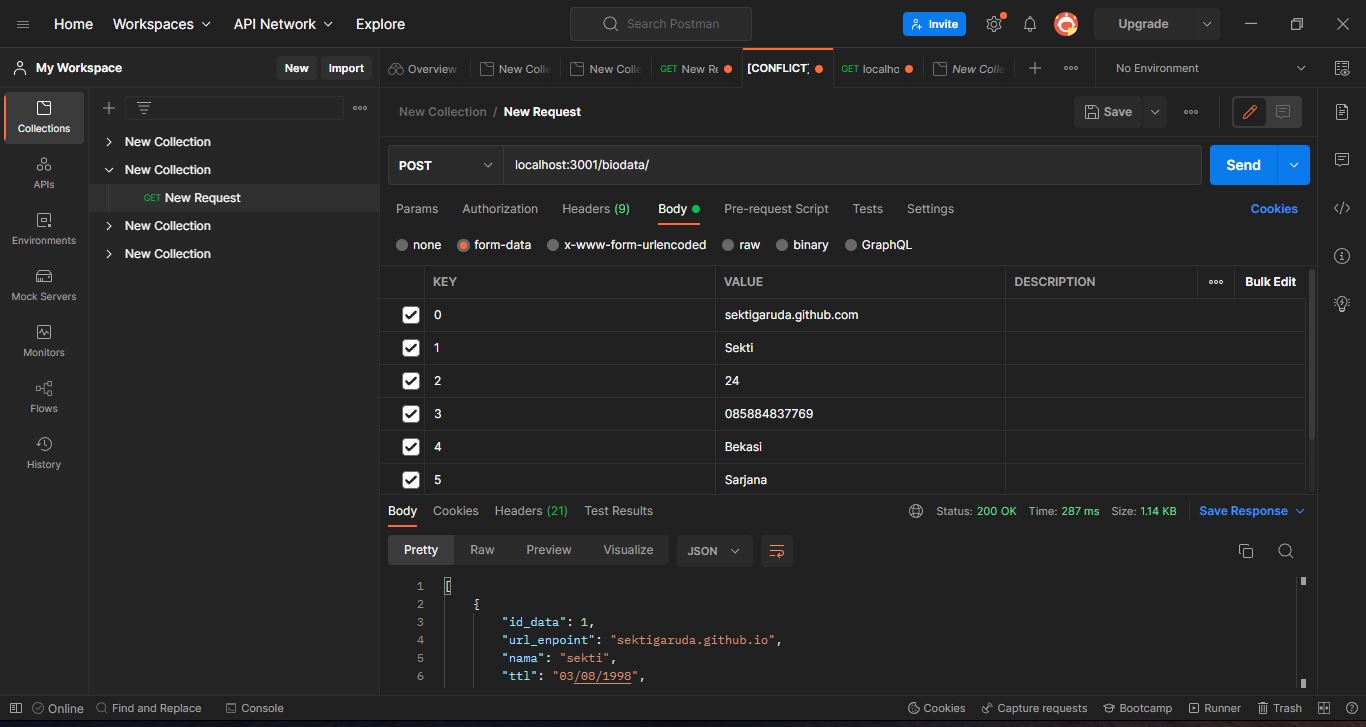 Home Workspaces API Network Explore Search Postman Invite Upgrade
My Workspace New Import Overview New Colle New Colle GET New Re [CONFLICT] GET localho New Colle No Environment
Collections
APIs
Environments
Mock Servers
Monitors
Flows
History
New Collection
New Collection
GET New Request
New Collection
New Collection
New Collection / New Request Save
POST localhost:3001/biodata/ Send
Params Authorization Headers (9) Body Pre-request Script Tests Settings Cookies
none form-data x-www-form-urlencoded raw binary GraphQL
KEY VALUE DESCRIPTION Bulk Edit
0 sektigaruda.github.com
1 Sekti
2 24
3 085884837769
4 Bekasi
5 Sarjana
Body Cookies Headers (21) Test Results Status: 200 OK Time: 287 ms Size: 1.14 KB Save Response
Pretty Raw Preview Visualize JSON
1 [
2 {
3 "id_data": 1,
4 "url_enpoint": "sektigaruda.github.io",
5 "nama": "sekti",
6 "ttl": "03/08/1998",
Online Find and Replace Console Cookies Capture requests Bootcamp Runner Trash